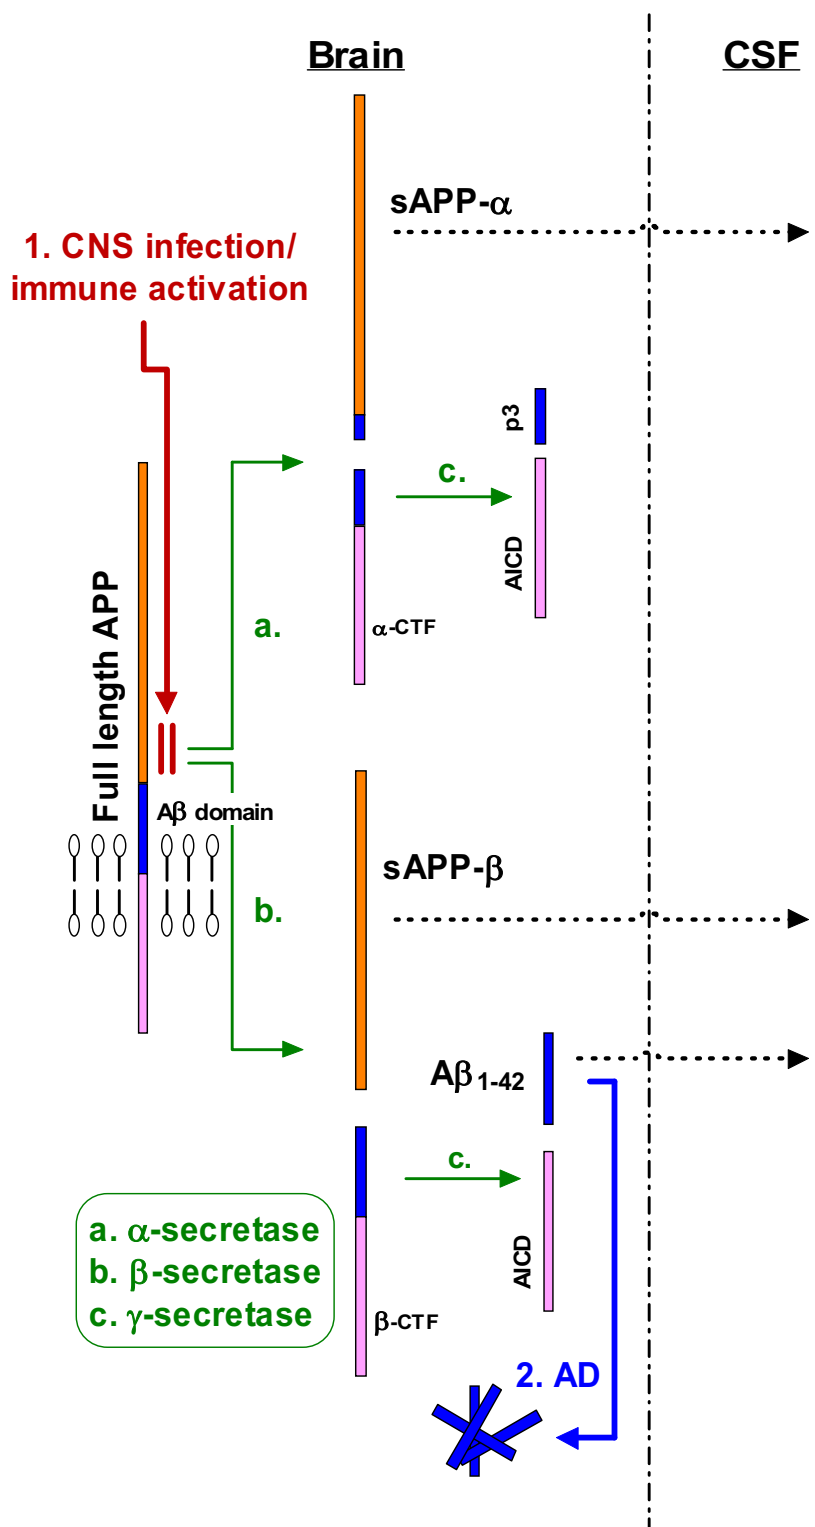 Brain
CSF
sAPP-α
1. CNS infection/
immune activation
p3
c.
AICD
Full length APP
a.
α-CTF
Aβ domain
sAPP-β
b.
Aβ1-42
c.
a. α-secretase
b. β-secretase
c. γ-secretase
AICD
β-CTF
2. AD